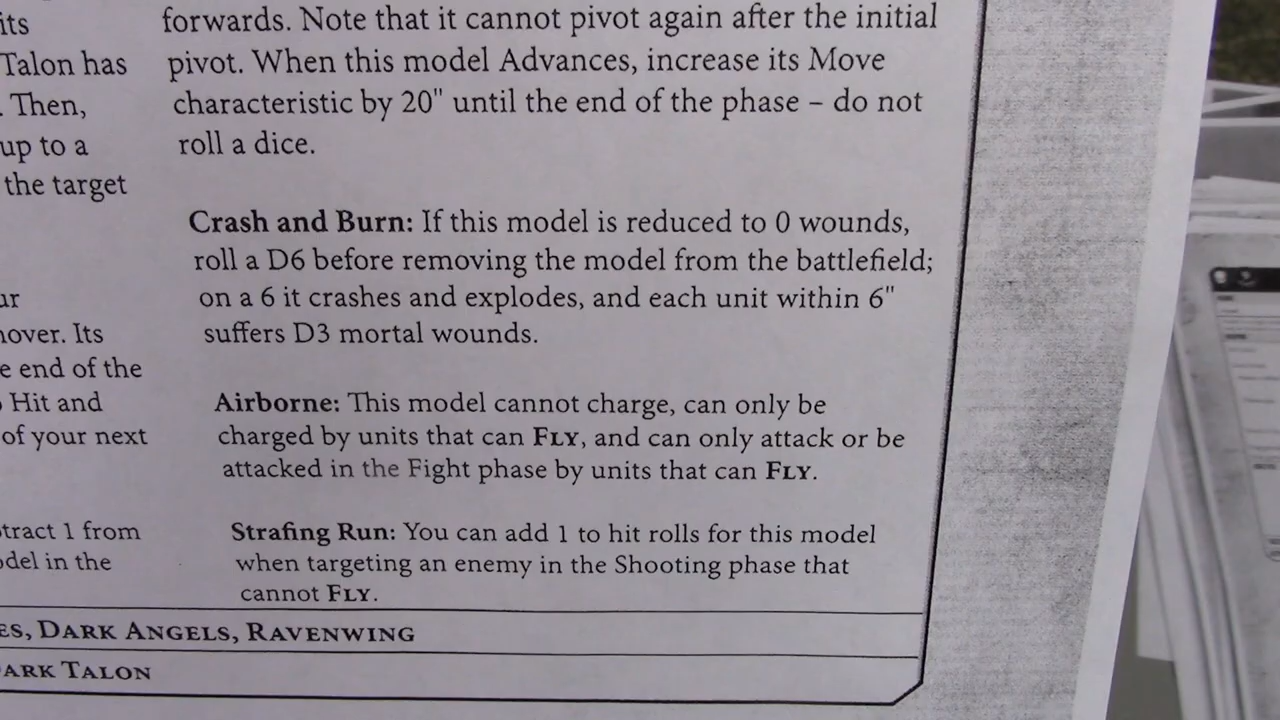 its
Talon has
. Then,
up to a
the target
ur
hover. Its
e end of the
o Hit and
of your next
tract 1 from
odel in the
forwards. Note that it cannot pivot again after the initial
pivot. When this model Advances, increase its Move
characteristic by 20" until the end of the phase – do not
roll a dice.
Crash and Burn: If this model is reduced to 0 wounds,
roll a D6 before removing the model from the battlefield;
on a 6 it crashes and explodes, and each unit within 6"
suffers D3 mortal wounds.
Airborne: This model cannot charge, can only be
charged by units that can FLY, and can only attack or be
attacked in the Fight phase by units that can FLY.
Strafing Run: You can add 1 to hit rolls for this model
when targeting an enemy in the Shooting phase that
cannot FLY.
ES, DARK ANGELS, RAVENWING
ARK TALON